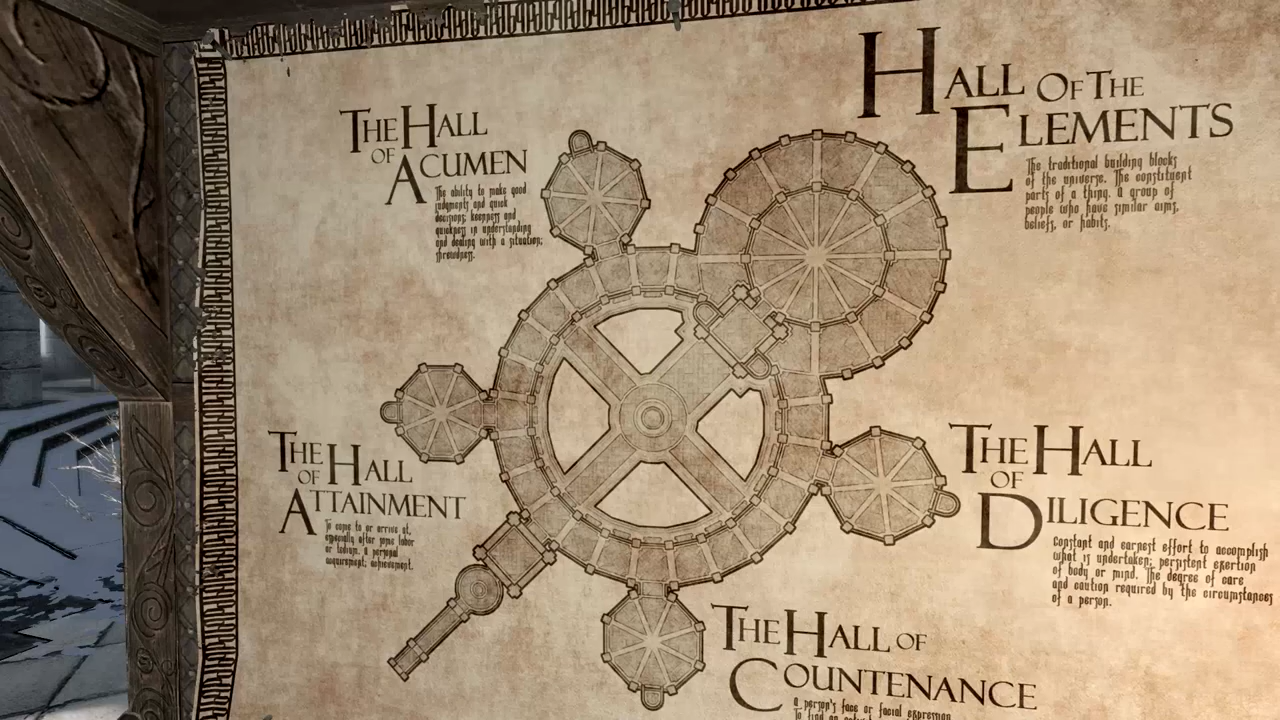 THE HALL
OF ACUMEN
The ability to make good
judgments and quick
decisions; keenness and
quickness in understanding
and dealing with a situation;
shrewdness.
HALL OF THE
ELEMENTS
The traditional building blocks
of the universe. The constituent
parts of a thing. A group of
people who have similar aims,
beliefs, or habits.
THE HALL
OF
ATTAINMENT
To come to or arrive at,
especially after some labor
or tedium. a personal
acquirement; achievement.
THE HALL
OF
DILIGENCE
Constant and earnest effort to accomplish
what is undertaken; persistent exertion
of body or mind. The degree of care
and caution required by the circumstances
of a person.
THE HALL OF
COUNTENANCE
A person's face or facial expression
To find an